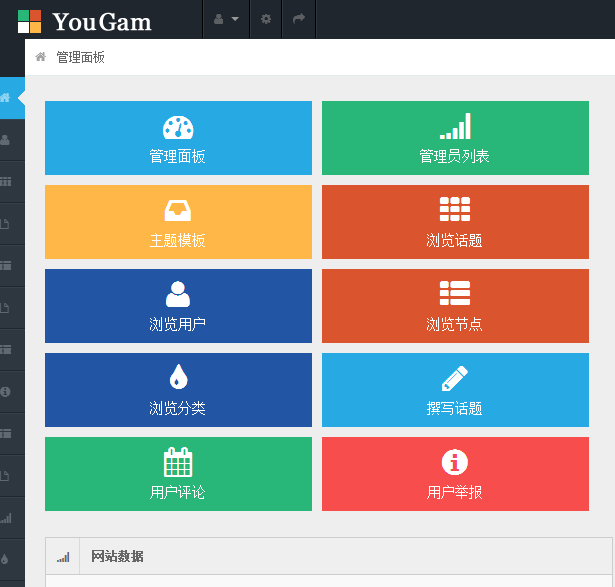 YouGam
管理面板
管理面板
管理员列表
主题模板
浏览话题
浏览用户
浏览节点
浏览分类
撰写话题
用户评论
用户举报
网站数据